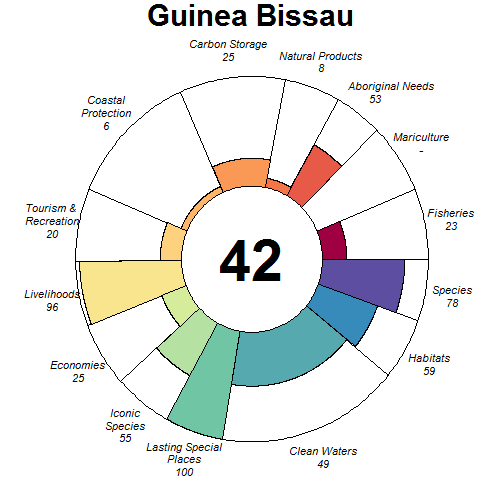 Guinea Bissau
Carbon Storage
25
Natural Products
8
Aboriginal Needs
53
Mariculture
-
Fisheries
23
Species
78
Habitats
59
Clean Waters
49
Lasting Special
Places
100
Iconic
Species
55
Economies
25
Livelihoods
96
Tourism &
Recreation
20
Coastal
Protection
6
42